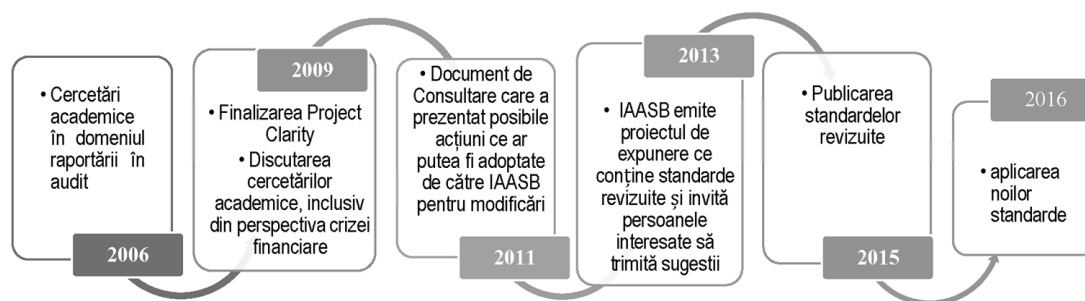 • Cercetări
academice
în domeniul
raportării în
audit
2006
2009
• Finalizarea Project
Clarity
• Discutarea
cercetărilor
academice, inclusiv
din perspectiva crizei
financiare
• Document de
Consultare care a
prezentat posibile
acțiuni ce ar
putea fi adoptate
de către IAASB
pentru modificări
2011
2013
• IAASB emite
proiectul de
expunere ce
conține standarde
revizuite și invită
persoanele
interesate să
trimită sugestii
• Publicarea
standardelor
revizuite
2015
2016
• aplicarea
noilor
standarde